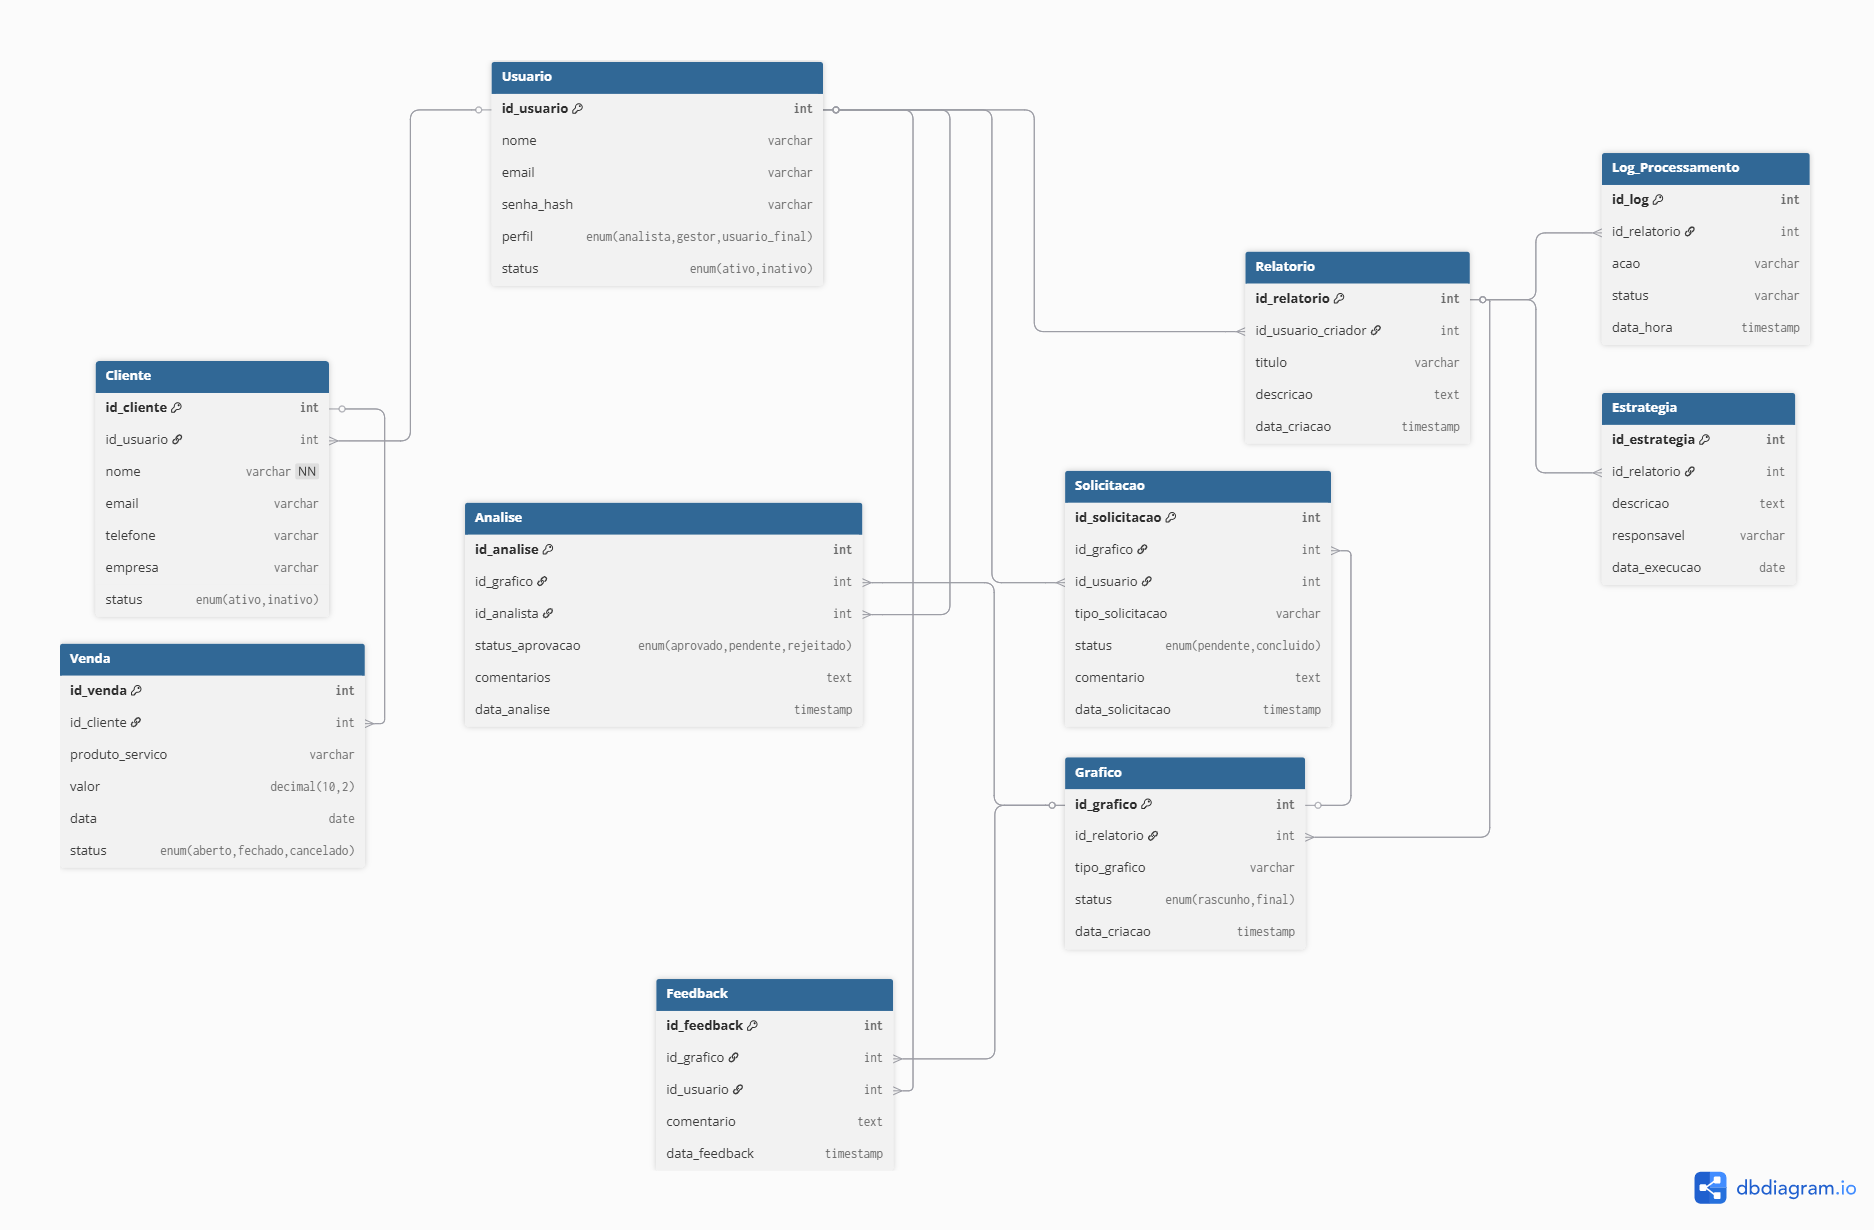 Usuario
id_usuario int
nome varchar
email varchar
senha_hash varchar
perfil enum(analista,gestor,usuario_final)
status enum(ativo,inativo)
Log_Processamento
id_log int
id_relatorio int
acao varchar
status varchar
data_hora timestamp
Relatorio
id_relatorio int
id_usuario_criador int
titulo varchar
descricao text
data_criacao timestamp
Cliente
id_cliente int
id_usuario int
nome varchar NN
email varchar
telefone varchar
empresa varchar
status enum(ativo,inativo)
Estrategia
id_estrategia int
id_relatorio int
descricao text
responsavel varchar
data_execucao date
Solicitacao
id_solicitacao int
id_grafico int
id_usuario int
tipo_solicitacao varchar
status enum(pendente,concluido)
comentario text
data_solicitacao timestamp
Analise
id_analise int
id_grafico int
id_analista int
status_aprovacao enum(aprovado,pendente,rejeitado)
comentarios text
data_analise timestamp
Venda
id_venda int
id_cliente int
produto_servico varchar
valor decimal(10,2)
data date
status enum(aberto,fechado,cancelado)
Grafico
id_grafico int
id_relatorio int
tipo_grafico varchar
status enum(rascunho,final)
data_criacao timestamp
Feedback
id_feedback int
id_grafico int
id_usuario int
comentario text
data_feedback timestamp
dbdiagram.io